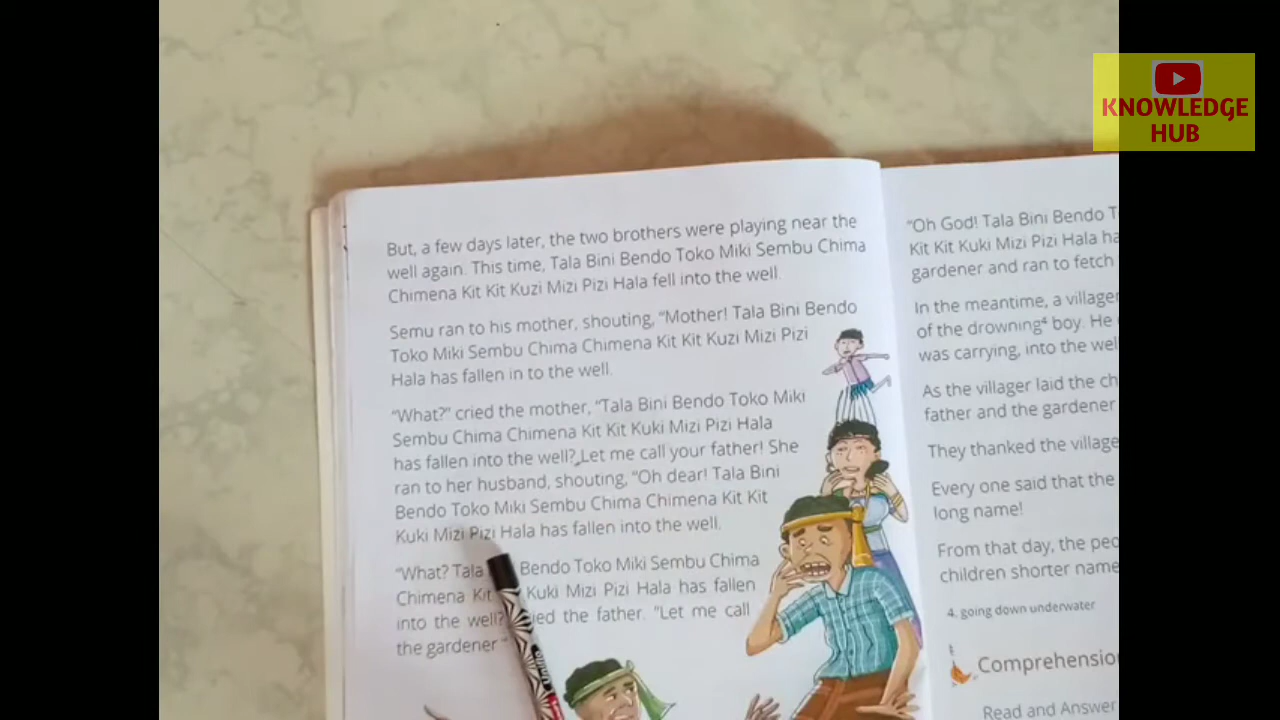 KNOWLEDGE
HUB
But, a few days later, the two brothers were playing near the
well again. This time, Tala Bini Bendo Toko Miki Sembu Chima
Chimena Kit Kit Kuzi Mizi Pizi Hala fell into the well.
Semu ran to his mother, shouting, “Mother! Tala Bini Bendo
Toko Miki Sembu Chima Chimena Kit Kit Kuzi Mizi Pizi
Hala has fallen in to the well.
“What?” cried the mother, “Tala Bini Bendo Toko Miki
Sembu Chima Chimena Kit Kit Kuki Mizi Pizi Hala
has fallen into the well? Let me call your father! She
ran to her husband, shouting, “Oh dear! Tala Bini
Bendo Toko Miki Sembu Chima Chimena Kit Kit
Kuki Mizi Pizi Hala has fallen into the well.
“What? Tala Bendo Toko Miki Sembu Chima
Chimena Kit Kuki Mizi Pizi Hala has fallen
into the well? the father. “Let me call
the gardener
“Oh God! Tala Bini Bendo
Kit Kit Kuki Mizi Pizi Hala
gardener and ran to fetch
In the meantime, a
of the drowning⁴ boy. He
was carrying, into the
As the villager laid the
father and the gardener
They thanked the
Every one said that the
long name!
From that day, the
children shorter
4. going down underwater
Read and Answer